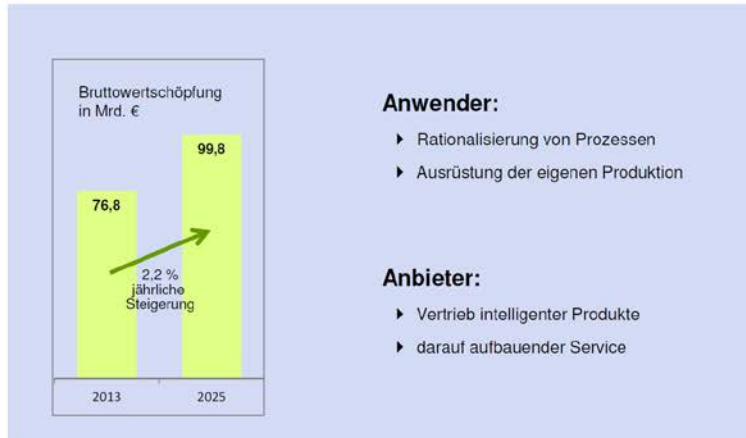 Bruttowertschöpfung
in Mrd. €
76,8
99,8
2,2 %
jährliche
Steigerung
2013
2025
Anwender:
Rationalisierung von Prozessen
Ausrüstung der eigenen Produktion
Anbieter:
Vertrieb intelligenter Produkte
darauf aufbauender Service